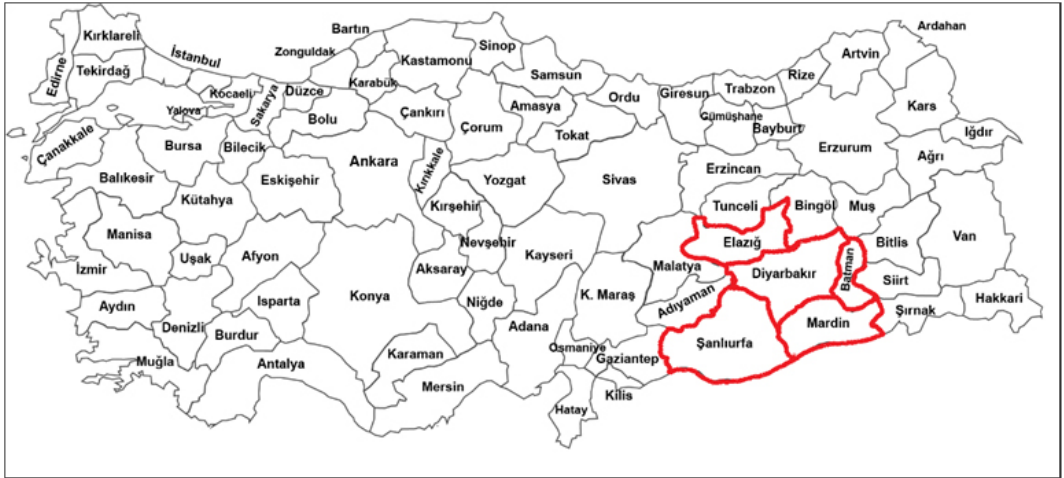 Bartın
Ardahan
Kırklareli
Sinop
Zonguldak
İstanbul
Artvin
Kastamonu
Edirne
Tekirdağ
Samsun
Rize
Karabük
Trabzon
Kocaeli
Düzce
Ordu
Giresun
Sakarya
Amasya
Kars
Yalova
Çankırı
Bolu
Gümüşhane
Çorum
Bayburt
Iğdır
Tokat
Çanakkale
Bursa
Bilecik
Erzurum
Ağrı
Ankara
Kırıkkale
Erzincan
Balıkesir
Eskişehir
Yozgat
Sivas
Kütahya
Kırşehir
Tunceli
Bingöl
Muş
Manisa
Van
Nevşehir
Elazığ
Bitlis
Uşak
Afyon
Kayseri
İzmir
Aksaray
Malatya
Diyarbakır
Batman
Siirt
Konya
K. Maraş
Hakkari
Isparta
Niğde
Adıyaman
Aydın
Şırnak
Mardin
Denizli
Adana
Burdur
Şanlıurfa
Osmaniye
Karaman
Gaziantep
Muğla
Antalya
Mersin
Kilis
Hatay